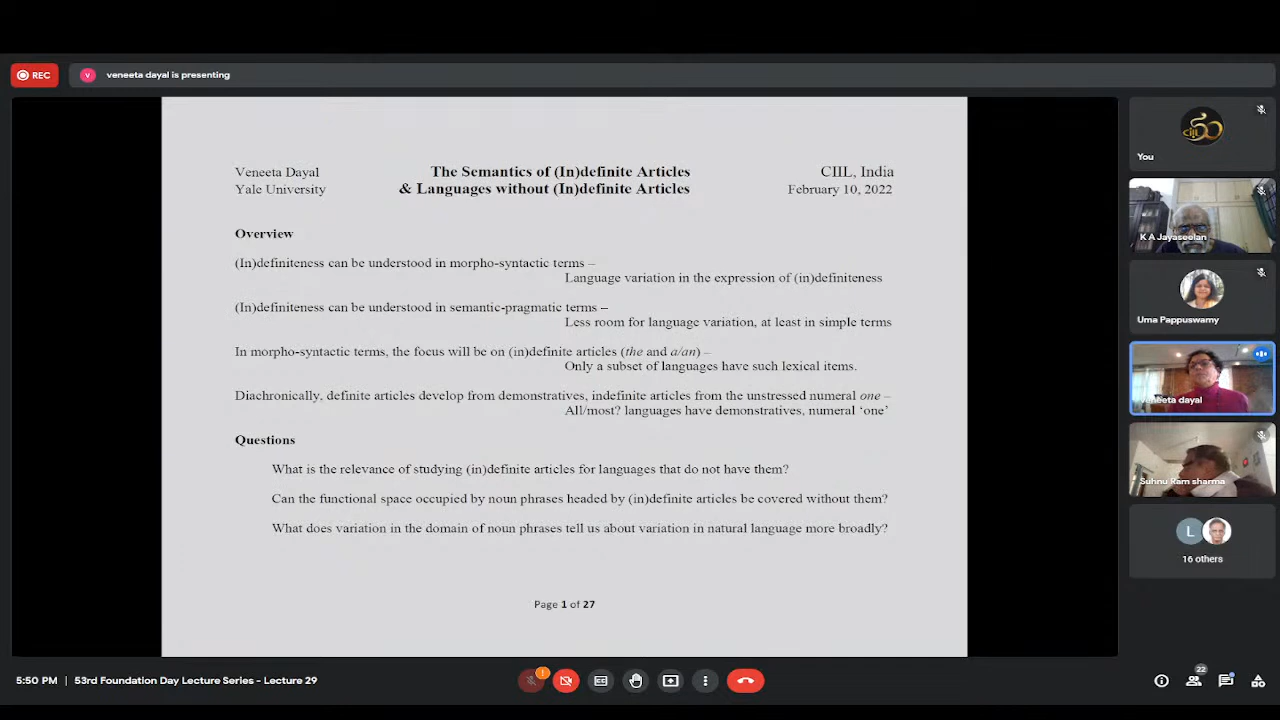 REC
v
veneeta dayal is presenting
Veneeta Dayal
The Semantics of (In)definite Articles
CIIL, India
Yale University
& Languages without (In)definite Articles
February 10, 2022
Overview
(In)definiteness can be understood in morpho-syntactic terms –
Language variation in the expression of (in)definiteness
(In)definiteness can be understood in semantic-pragmatic terms –
Less room for language variation, at least in simple terms
In morpho-syntactic terms, the focus will be on (in)definite articles (the and a/an) –
Only a subset of languages have such lexical items.
Diachronically, definite articles develop from demonstratives, indefinite articles from the unstressed numeral one –
All/most? languages have demonstratives, numeral ‘one’
Questions
What is the relevance of studying (in)definite articles for languages that do not have them?
Can the functional space occupied by noun phrases headed by (in)definite articles be covered without them?
What does variation in the domain of noun phrases tell us about variation in natural language more broadly?
Page 1 of 27
CIIL 50
You
K A Jayaseelan
Uma Pappuswamy
veneeta dayal
Suhnu Ram sharma
L
16 others
5:50 PM | 53rd Foundation Day Lecture Series - Lecture 29
!
CC
22